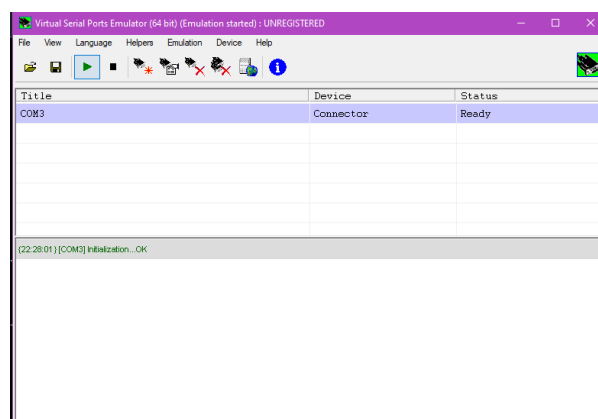 Virtual Serial Ports Emulator (64 bit) (Emulation started) : UNREGISTERED
File View Language Helpers Emulation Device Help
Title Device Status
COM3 Connector Ready
{22:28:01} [COM3] Initialization...OK